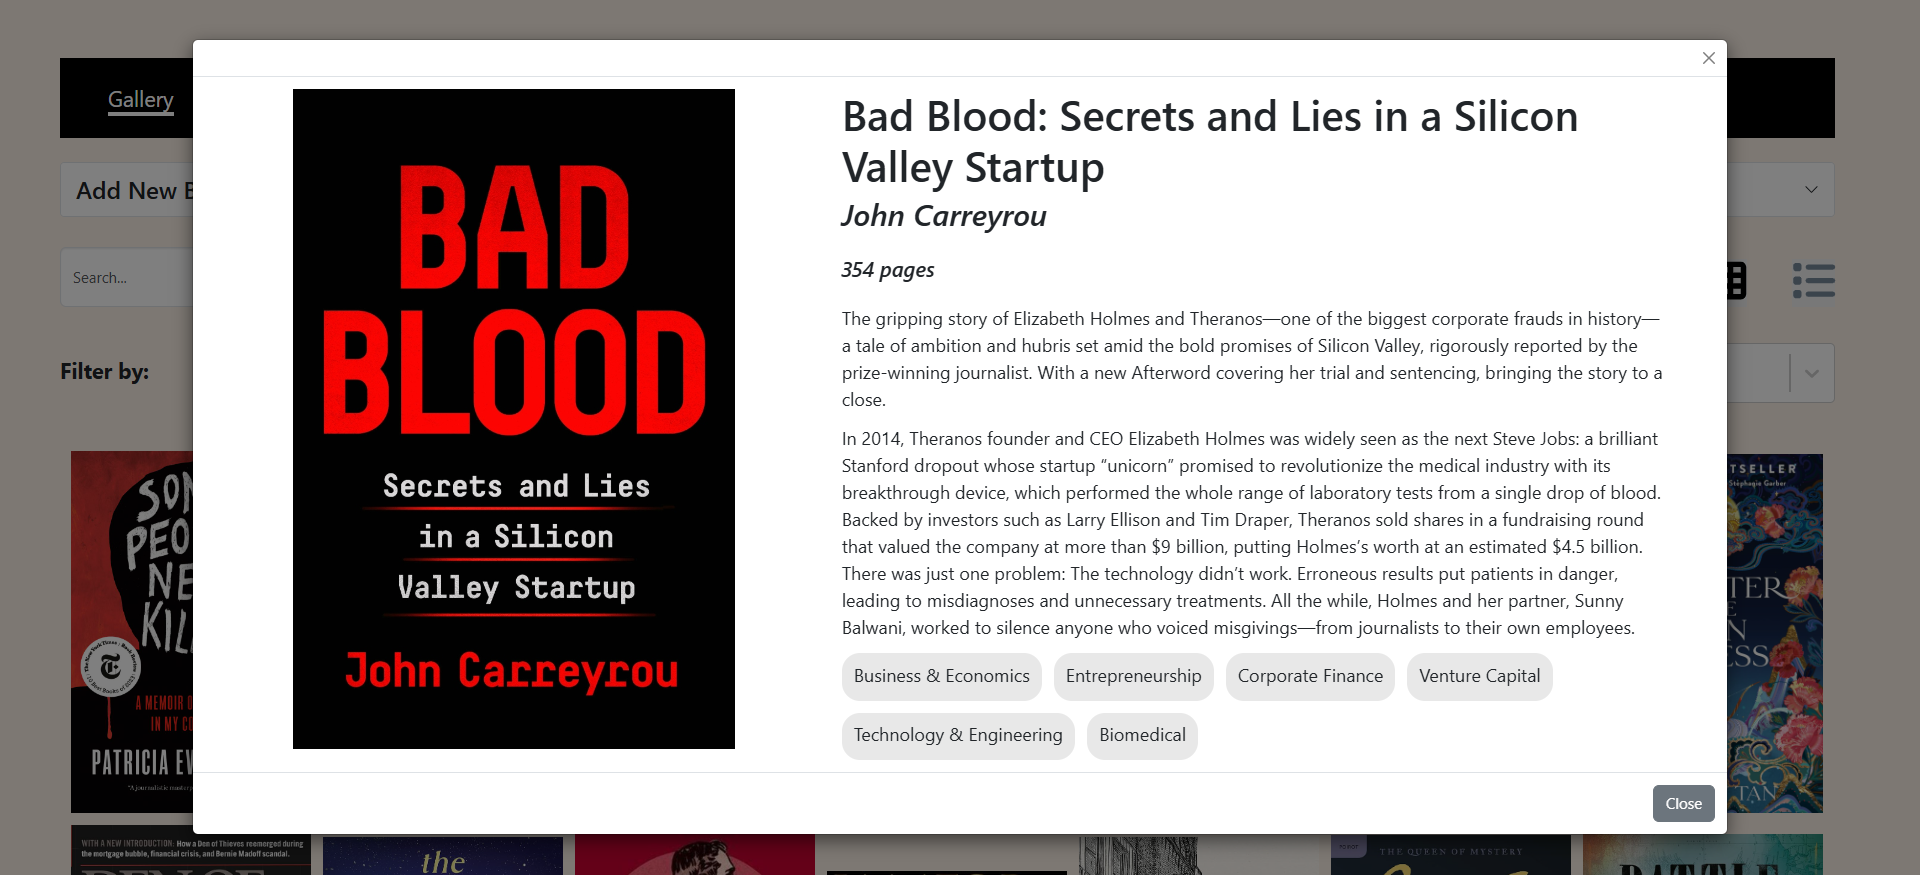 Gallery
Add New B
Search...
Filter by:
BAD
BLOOD
Secrets and Lies
in a Silicon
Valley Startup
John Carreyrou
Bad Blood: Secrets and Lies in a Silicon
Valley Startup
John Carreyrou
354 pages
The gripping story of Elizabeth Holmes and Theranos—one of the biggest corporate frauds in history—
a tale of ambition and hubris set amid the bold promises of Silicon Valley, rigorously reported by the
prize-winning journalist. With a new Afterword covering her trial and sentencing, bringing the story to a
close.
In 2014, Theranos founder and CEO Elizabeth Holmes was widely seen as the next Steve Jobs: a brilliant
Stanford dropout whose startup “unicorn” promised to revolutionize the medical industry with its
breakthrough device, which performed the whole range of laboratory tests from a single drop of blood.
Backed by investors such as Larry Ellison and Tim Draper, Theranos sold shares in a fundraising round
that valued the company at more than $9 billion, putting Holmes’s worth at an estimated $4.5 billion.
There was just one problem: The technology didn’t work. Erroneous results put patients in danger,
leading to misdiagnoses and unnecessary treatments. All the while, Holmes and her partner, Sunny
Balwani, worked to silence anyone who voiced misgivings—from journalists to their own employees.
Business & Economics
Entrepreneurship
Corporate Finance
Venture Capital
Technology & Engineering
Biomedical
Close
SOM
PEO
NE
KIL
A MEMOIR O
IN MY CO
PATRICIA EV
TSELLER
Stephanie Garber
TER
E
N
ESS
TAN
WITH A NEW INTRODUCTION: How a Den of Thieves reemerged during
the mortgage bubble, financial crisis, and Bernie Madoff scandal.
DEN OF
the
THE QUEEN OF MYSTERY
BATTLE